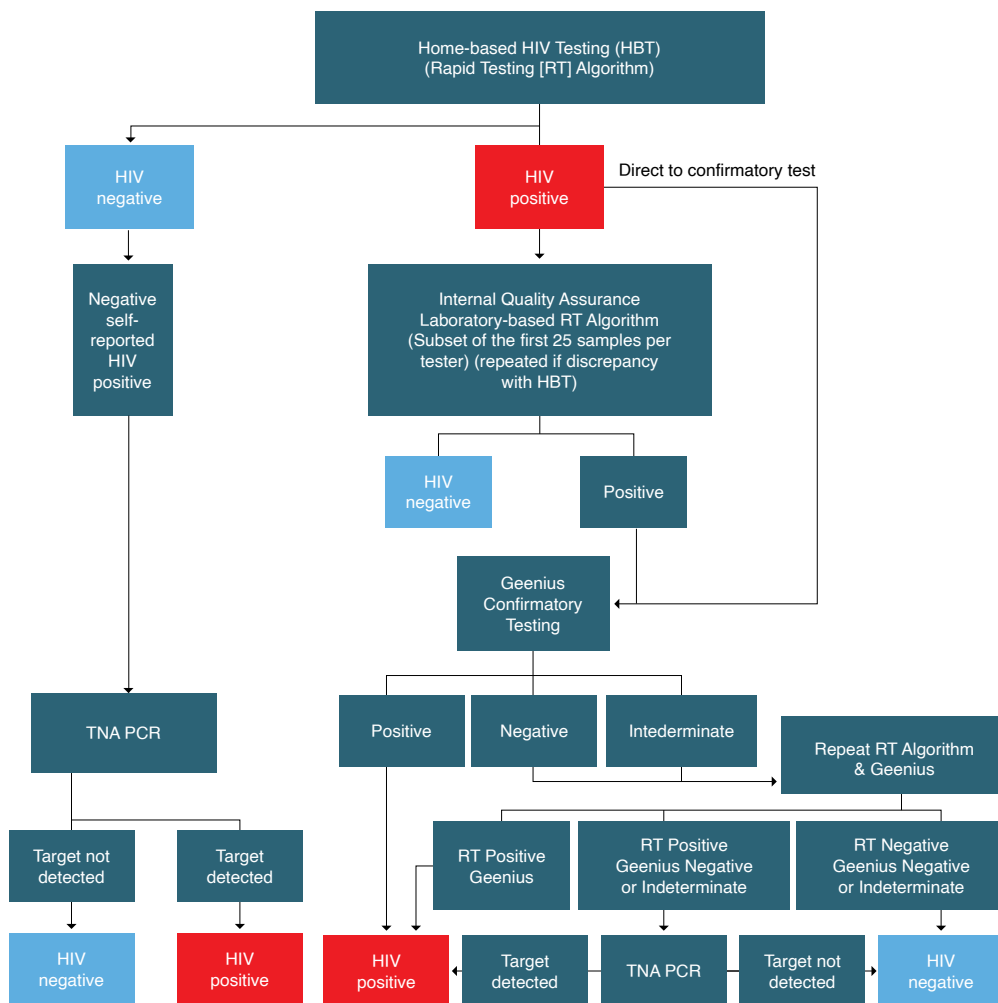 Home-based HIV Testing (HBT)
(Rapid Testing [RT] Algorithm)
HIV
negative
HIV
positive
Direct to confirmatory test
Negative
self-
reported
HIV
positive
Internal Quality Assurance
Laboratory-based RT Algorithm
(Subset of the first 25 samples per
tester) (repeated if discrepancy
with HBT)
HIV
negative
Positive
Geenius
Confirmatory
Testing
TNA PCR
Positive
Negative
Intederminate
Repeat RT Algorithm
& Geenius
Target not
detected
Target
detected
RT Positive
Geenius
RT Positive
Geenius Negative
or Indeterminate
RT Negative
Geenius Negative
or Indeterminate
HIV
negative
HIV
positive
HIV
positive
Target
detected
TNA PCR
Target not
detected
HIV
negative